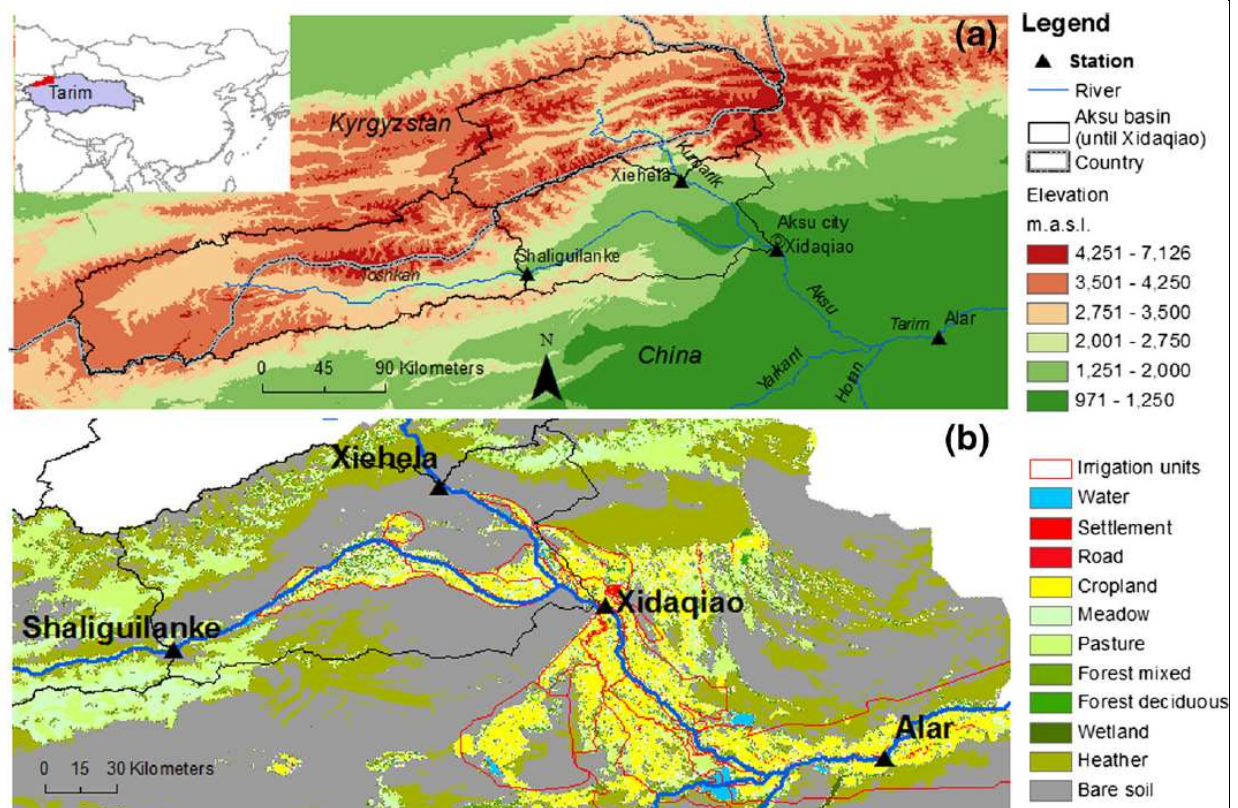 Tarim
Kyrgyzstan
(a)
Kumarik
Xiehela
Aksu city
Xidaqiao
Shaliguilanke
Toshkan
Aksu
Tarim
Alar
N
China
Yarkant
Hotan
0 45 90 Kilometers
Legend
Station
River
Aksu basin
(until Xidaqiao)
Country
Elevation
m.a.s.l.
4,251 - 7,126
3,501 - 4,250
2,751 - 3,500
2,001 - 2,750
1,251 - 2,000
971 - 1,250
(b)
Xiehela
Xidaqiao
Shaliguilanke
Alar
0 15 30 Kilometers
Irrigation units
Water
Settlement
Road
Cropland
Meadow
Pasture
Forest mixed
Forest deciduous
Wetland
Heather
Bare soil